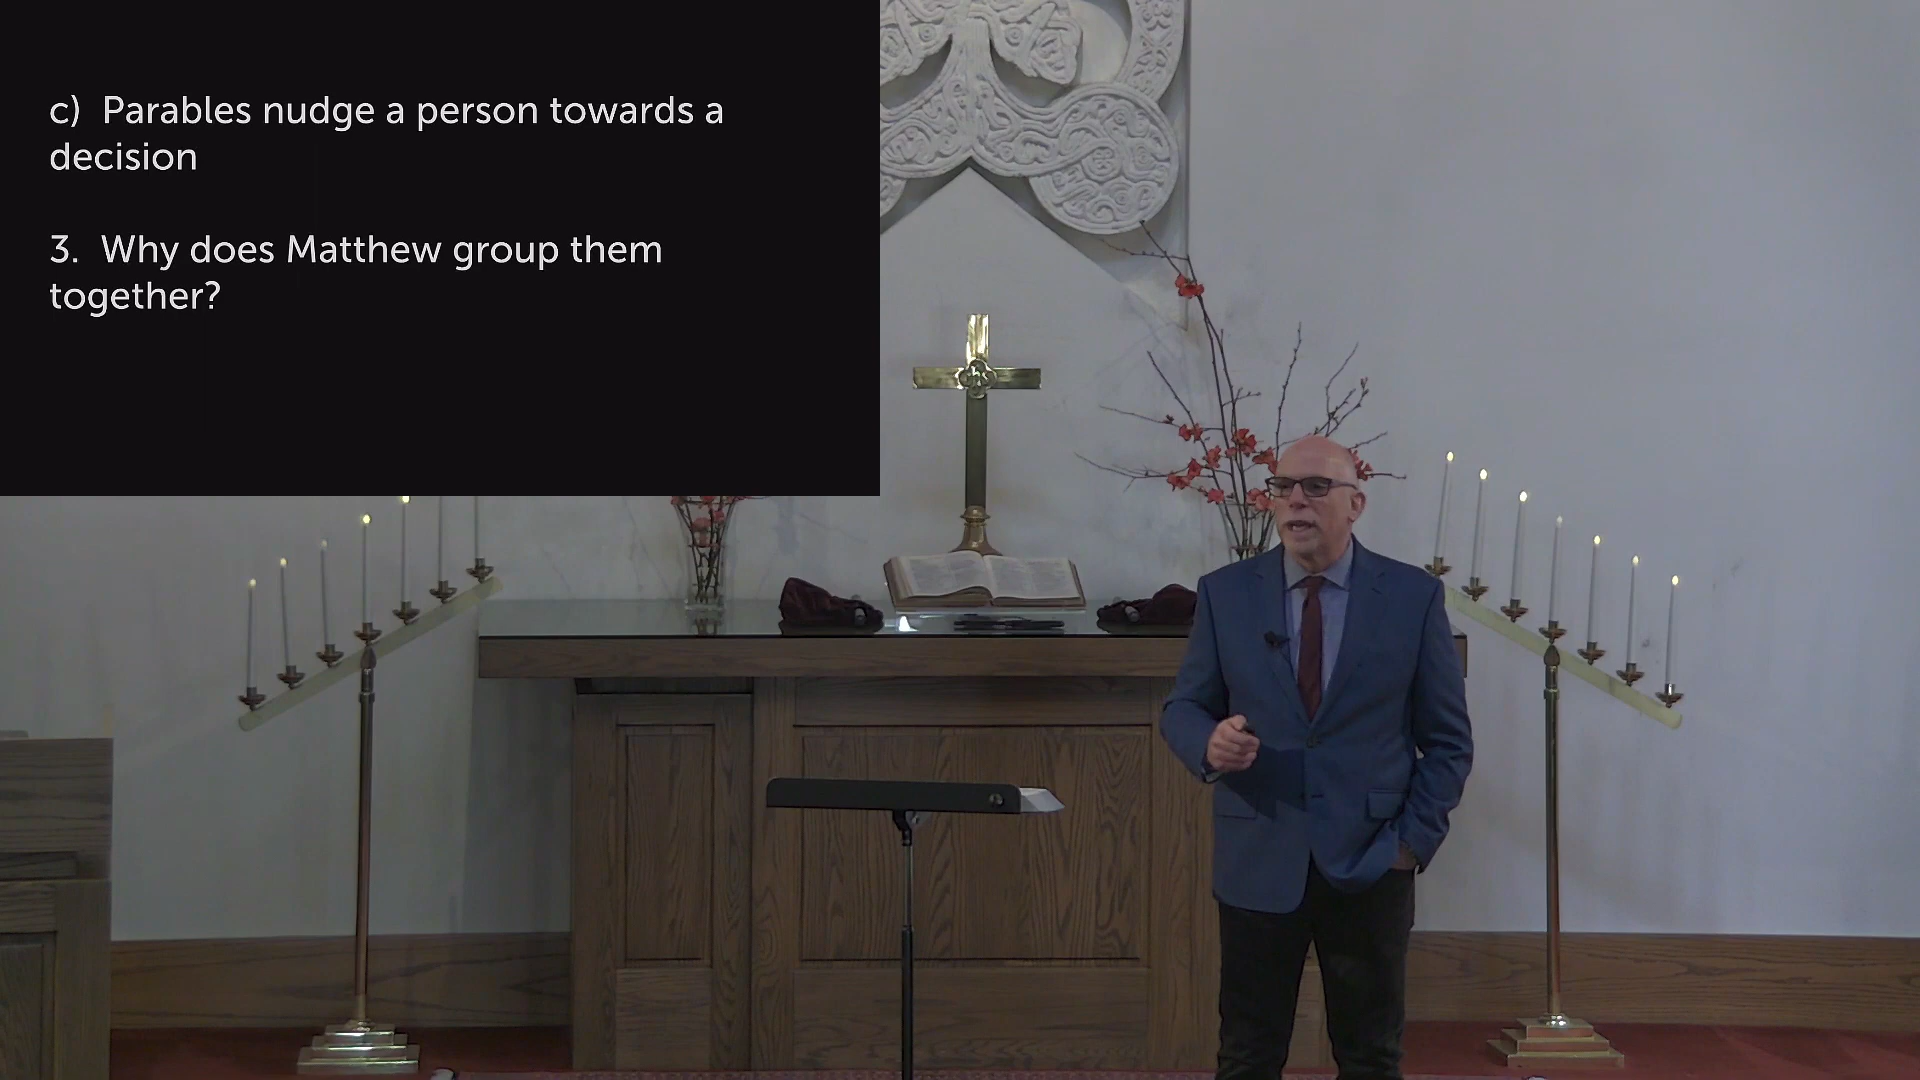 c)  Parables nudge a person towards a
decision
3.  Why does Matthew group them
together?